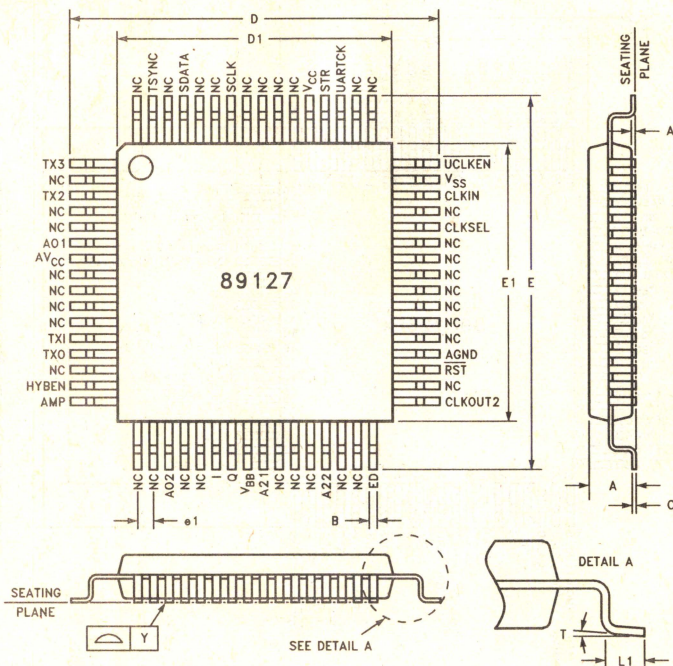 D
D1
NC
TSYNC
NC
SDATA
NC
NC
SCLK
NC
NC
NC
NC
VCC
STR
UARTCK
NC
NC
SEATING
PLANE
TX3
NC
TX2
NC
NC
AO1
AVCC
NC
NC
NC
NC
TX1
TX0
NC
HYBEN
AMP
89127
UCLKEN
VSS
CLKIN
NC
CLKSEL
NC
NC
NC
NC
NC
NC
NC
AGND
RST
NC
CLKOUT2
E1
E
A
NC
NC
AO2
NC
NC
I
Q
VBB
A21
NC
NC
NC
A22
NC
NC
ED
A
C
e1
B
SEATING
PLANE
Y
SEE DETAIL A
DETAIL A
T
L1